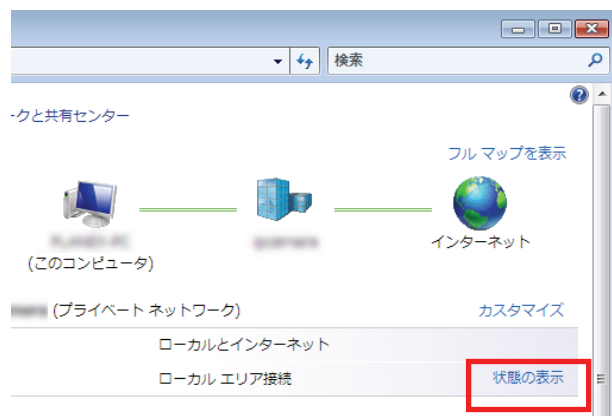 検索
ークと共有センター
フル マップを表示
インターネット
(このコンピュータ)
(プライベート ネットワーク)
カスタマイズ
ローカルとインターネット
ローカル エリア接続
状態の表示